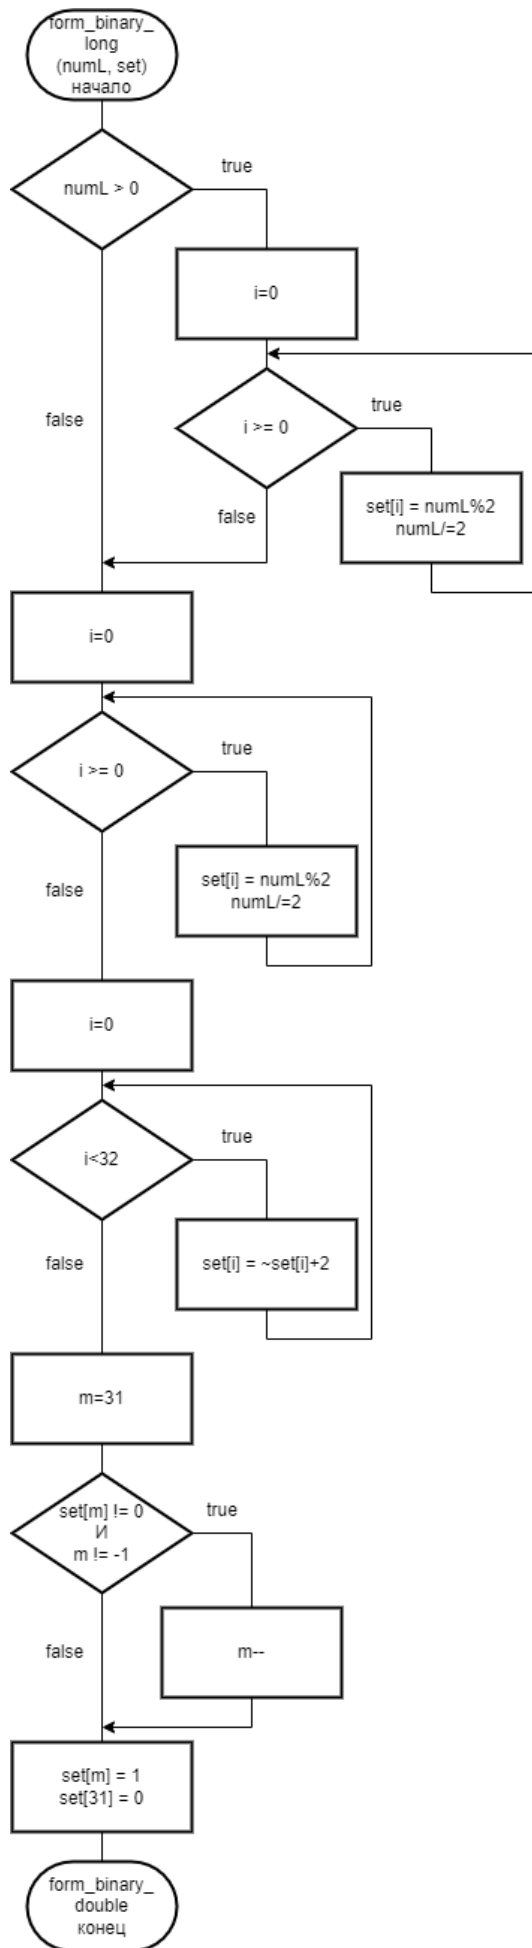 form_binary_
long
(numL, set)
начало
numL > 0
true
i=0
false
i >= 0
true
set[i] = numL%2
numL/=2
false
i=0
i >= 0
true
set[i] = numL%2
numL/=2
false
i=0
i<32
true
set[i] = ~set[i]+2
false
m=31
set[m] != 0
И
m != -1
true
m--
false
set[m] = 1
set[31] = 0
form_binary_
double
конец